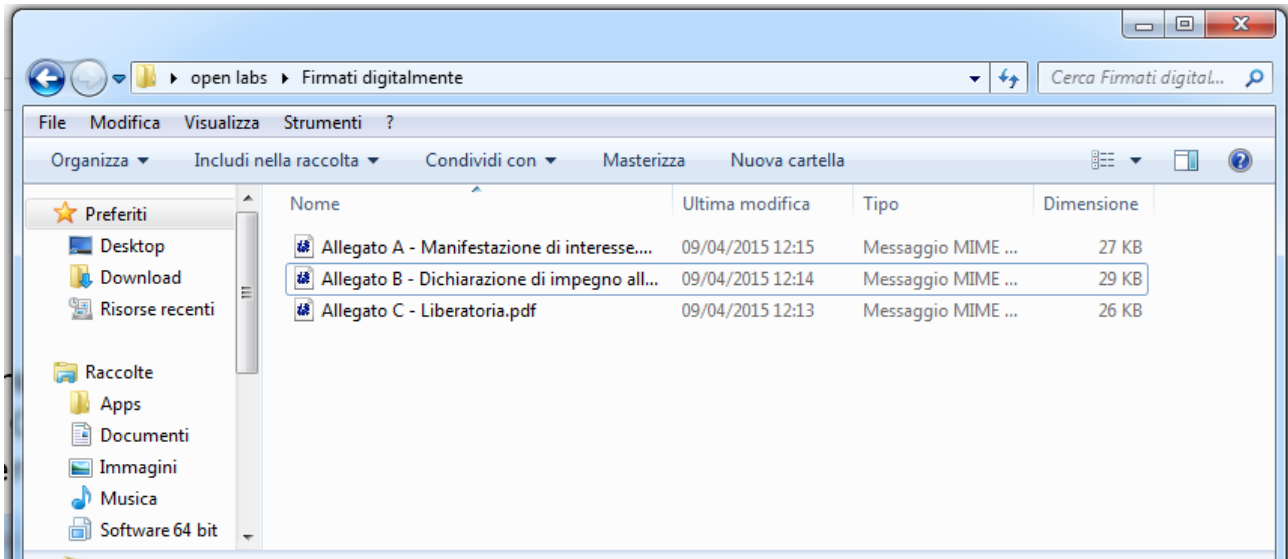 open labs Firmati digitalmente Cerca Firmati digital...
File Modifica Visualizza Strumenti ?
Organizza Includi nella raccolta Condividi con Masterizza Nuova cartella
Preferiti
Desktop
Download
Risorse recenti
Raccolte
Apps
Documenti
Immagini
Musica
Software 64 bit
Nome Ultima modifica Tipo Dimensione
Allegato A - Manifestazione di interesse.... 09/04/2015 12:15 Messaggio MIME ... 27 KB
Allegato B - Dichiarazione di impegno all... 09/04/2015 12:14 Messaggio MIME ... 29 KB
Allegato C - Liberatoria.pdf 09/04/2015 12:13 Messaggio MIME ... 26 KB